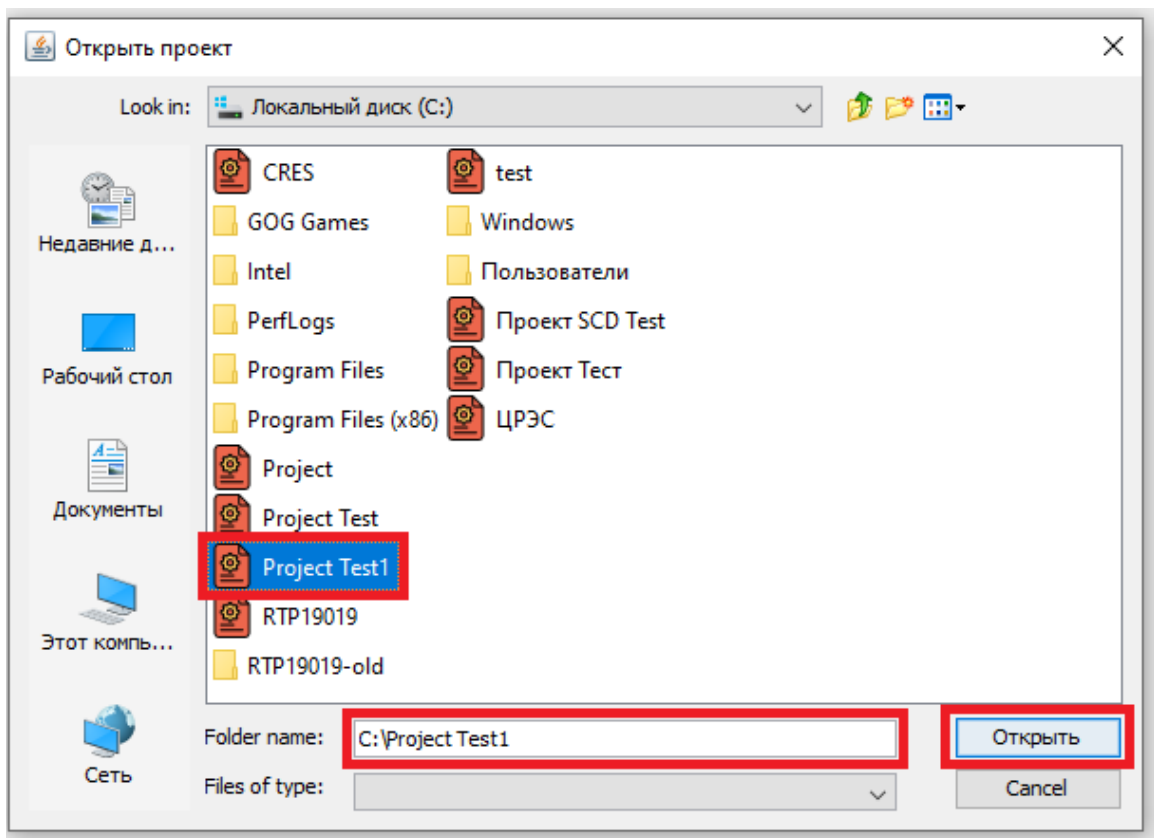 Открыть проект
Look in:
Локальный диск (C:)
Недавние д...
Рабочий стол
Документы
Этот компь...
Сеть
CRES
GOG Games
Intel
PerfLogs
Program Files
Program Files (x86)
Project
Project Test
Project Test1
RTP19019
RTP19019-old
test
Windows
Пользователи
Проект SCD Test
Проект Тест
ЦРЭС
Folder name:
C:\Project Test1
Открыть
Files of type:
Cancel